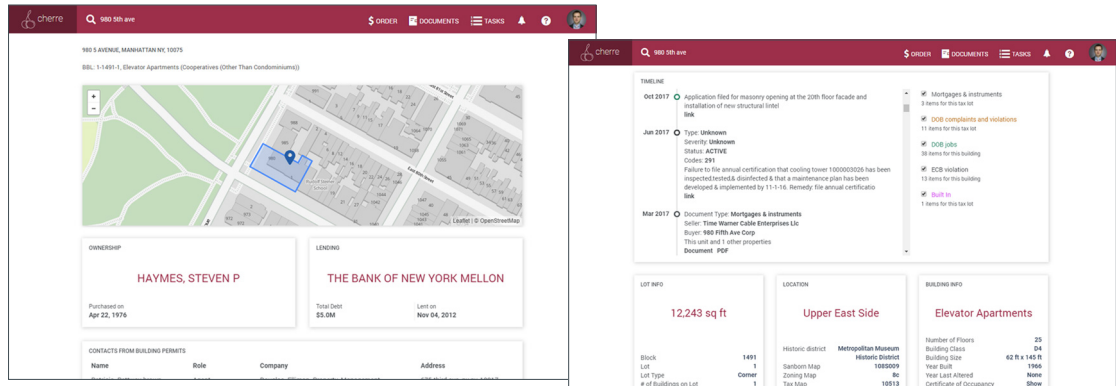 cherre
980 5th ave
$ ORDER
DOCUMENTS
TASKS
?
980 5 AVENUE, MANHATTAN NY, 10075
BBL: 1-1491-1, Elevator Apartments (Cooperatives (Other Than Condominiums))
+
-
East 80th Street
Rudolf Steiner School
Leaflet | © OpenStreetMap
OWNERSHIP
HAYMES, STEVEN P
Purchased on
Apr 22, 1976
LENDING
THE BANK OF NEW YORK MELLON
Total Debt
Lent on
$5.0M
Nov 04, 2012
CONTACTS FROM BUILDING PERMITS
Name Role Company Address
cherre
980 5th ave
$ ORDER
DOCUMENTS
TASKS
?
TIMELINE
Oct 2017
Application filed for masonry opening at the 20th floor facade and
installation of new structural lintel
link
Jun 2017
Type: Unknown
Severity: Unknown
Status: ACTIVE
Codes: 291
Failure to file annual certification that cooling tower 1000003026 has been
inspected,tested.& disinfected & that a maintenance plan has been
developed & implemented by 11-1-16. Remedy: file annual certificatio
link
Mar 2017
Document Type: Mortgages & instruments
Seller: Time Warner Cable Enterprises Llc
Buyer: 980 Fifth Ave Corp
This unit and 1 other properties
Document PDF
Mortgages & instruments
3 items for this tax lot
DOB complaints and violations
11 items for this tax lot
DOB jobs
38 items for this building
ECB violation
13 items for this building
Built In
1 items for this tax lot
LOT INFO
12,243 sq ft
Block 1491
Lot 1
Lot Type Corner
# of Buildings on Lot 1
LOCATION
Upper East Side
Historic district Metropolitan Museum
Historic District
Sanborn Map 108S009
Zoning Map 8c
Tax Map 10513
BUILDING INFO
Elevator Apartments
Number of Floors 25
Building Class D4
Building Size 62 ft x 145 ft
Year Built 1966
Year Last Altered None
Certificate of Occupancy Show